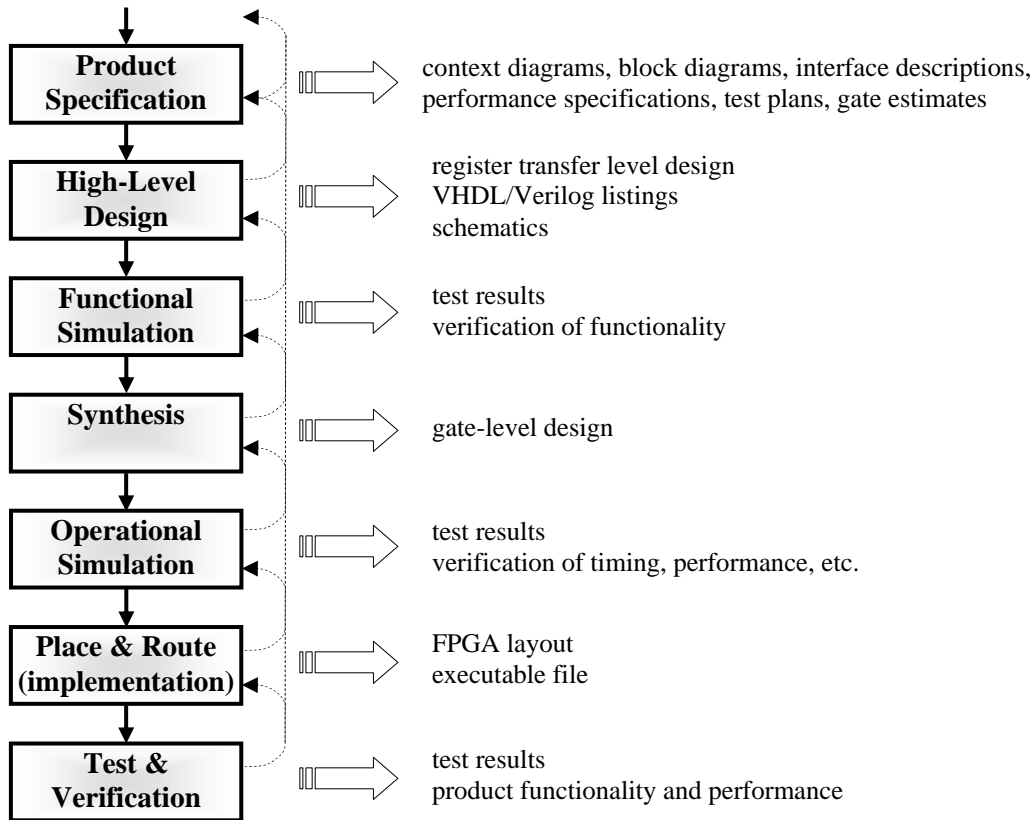 Product
Specification
context diagrams, block diagrams, interface descriptions,
performance specifications, test plans, gate estimates
High-Level
Design
register transfer level design
VHDL/Verilog listings
schematics
Functional
Simulation
test results
verification of functionality
Synthesis
gate-level design
Operational
Simulation
test results
verification of timing, performance, etc.
Place & Route
(implementation)
FPGA layout
executable file
Test &
Verification
test results
product functionality and performance